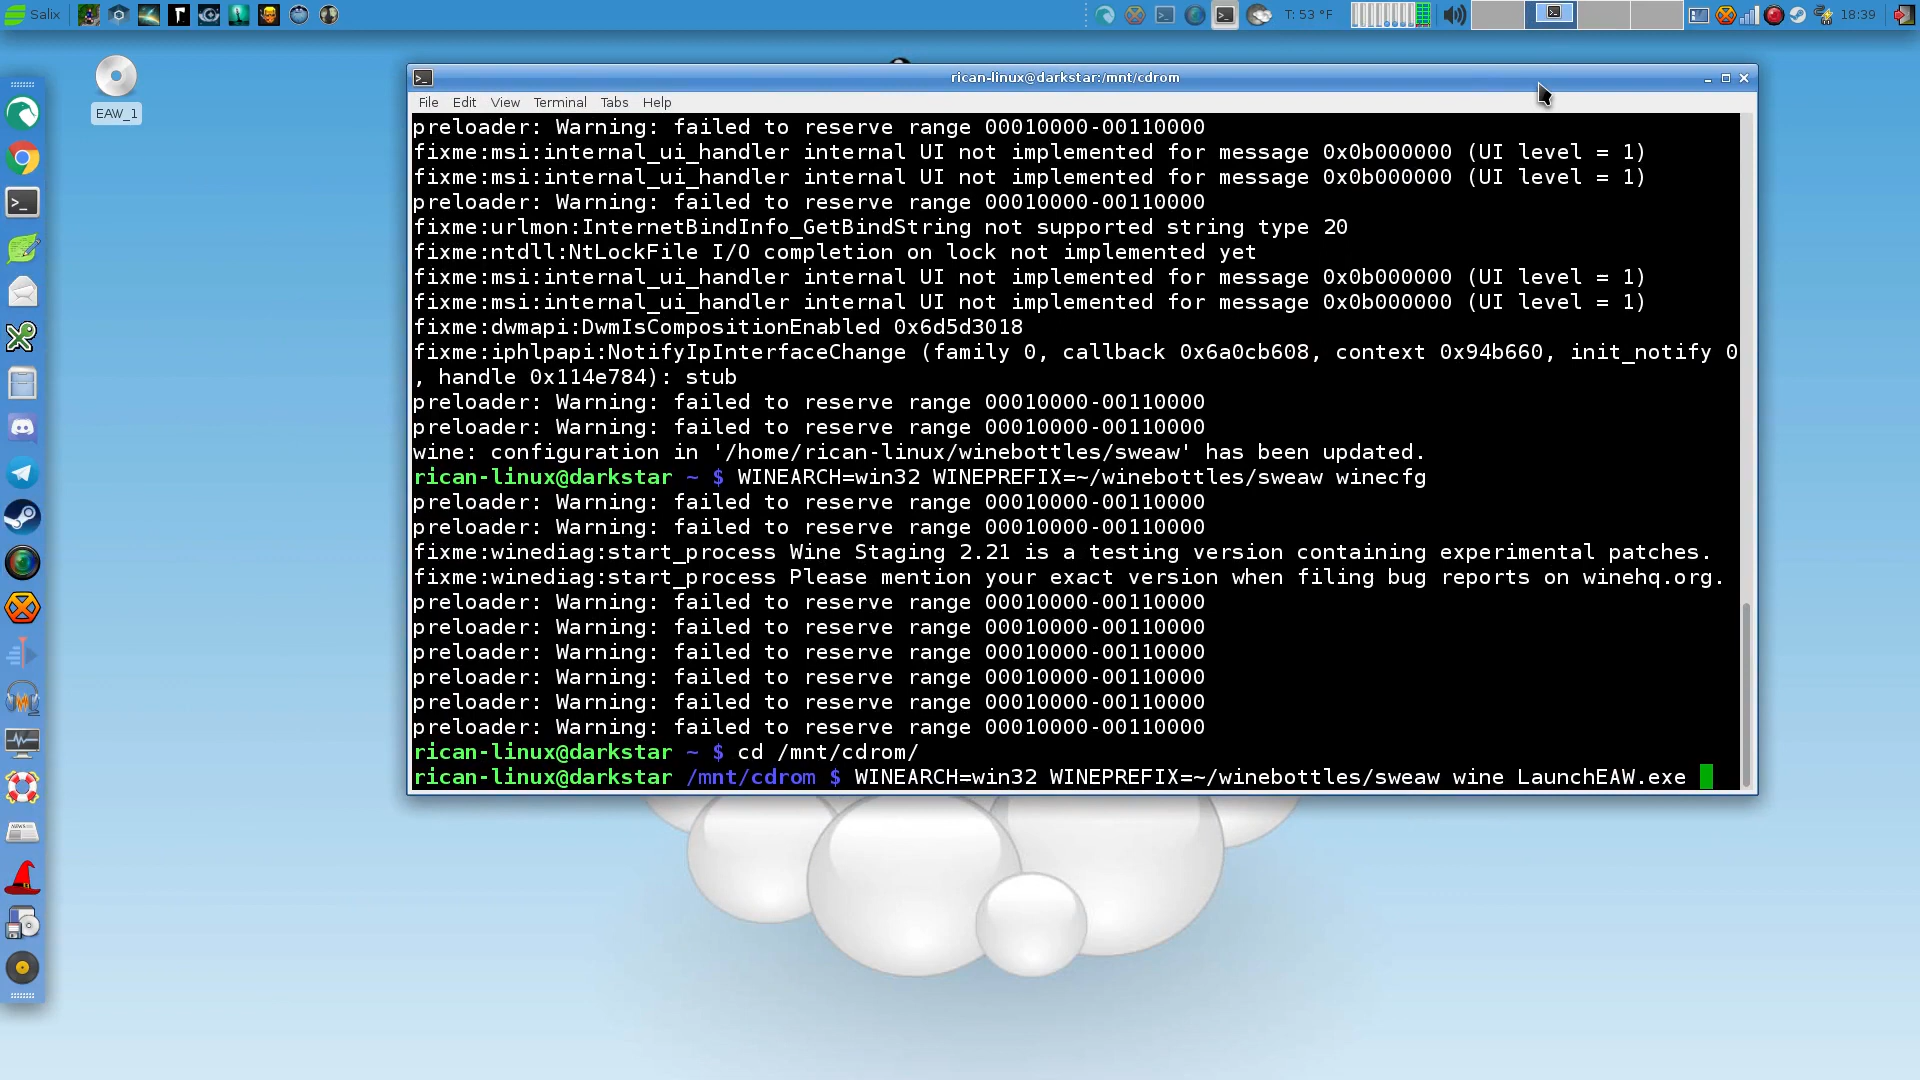 Salix
T: 53 °F
18:39
EAW_1
rican-linux@darkstar:/mnt/cdrom
File Edit View Terminal Tabs Help
preloader: Warning: failed to reserve range 00010000-00110000
fixme:msi:internal_ui_handler internal UI not implemented for message 0x0b000000 (UI level = 1)
fixme:msi:internal_ui_handler internal UI not implemented for message 0x0b000000 (UI level = 1)
preloader: Warning: failed to reserve range 00010000-00110000
fixme:urlmon:InternetBindInfo_GetBindString not supported string type 20
fixme:ntdll:NtLockFile I/O completion on lock not implemented yet
fixme:msi:internal_ui_handler internal UI not implemented for message 0x0b000000 (UI level = 1)
fixme:msi:internal_ui_handler internal UI not implemented for message 0x0b000000 (UI level = 1)
fixme:dwmapi:DwmIsCompositionEnabled 0x6d5d3018
fixme:iphlpapi:NotifyIpInterfaceChange (family 0, callback 0x6a0cb608, context 0x94b660, init_notify 0
, handle 0x114e784): stub
preloader: Warning: failed to reserve range 00010000-00110000
preloader: Warning: failed to reserve range 00010000-00110000
wine: configuration in '/home/rican-linux/winebottles/sweaw' has been updated.
rican-linux@darkstar ~ $ WINEARCH=win32 WINEPREFIX=~/winebottles/sweaw winecfg
preloader: Warning: failed to reserve range 00010000-00110000
preloader: Warning: failed to reserve range 00010000-00110000
fixme:winediag:start_process Wine Staging 2.21 is a testing version containing experimental patches.
fixme:winediag:start_process Please mention your exact version when filing bug reports on winehq.org.
preloader: Warning: failed to reserve range 00010000-00110000
preloader: Warning: failed to reserve range 00010000-00110000
preloader: Warning: failed to reserve range 00010000-00110000
preloader: Warning: failed to reserve range 00010000-00110000
preloader: Warning: failed to reserve range 00010000-00110000
preloader: Warning: failed to reserve range 00010000-00110000
rican-linux@darkstar ~ $ cd /mnt/cdrom/
rican-linux@darkstar /mnt/cdrom $ WINEARCH=win32 WINEPREFIX=~/winebottles/sweaw wine LaunchEAW.exe